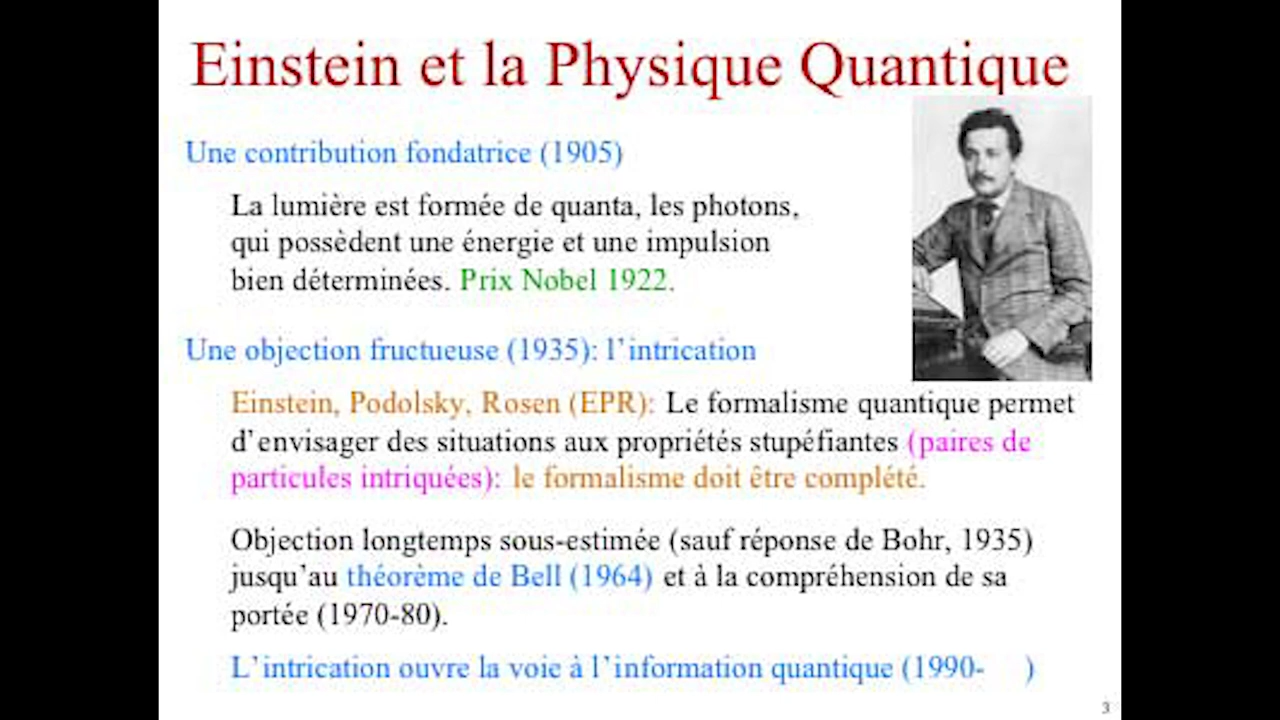 Einstein et la Physique Quantique
Une contribution fondatrice (1905)
La lumière est formée de quanta, les photons,
qui possèdent une énergie et une impulsion
bien déterminées. Prix Nobel 1922.
Une objection fructueuse (1935): l’intrication
Einstein, Podolsky, Rosen (EPR): Le formalisme quantique permet
d’envisager des situations aux propriétés stupéfiantes (paires de
particules intriquées): le formalisme doit être complété.
Objection longtemps sous-estimée (sauf réponse de Bohr, 1935)
jusqu’au théorème de Bell (1964) et à la compréhension de sa
portée (1970-80).
L’intrication ouvre la voie à l’information quantique (1990- )
3